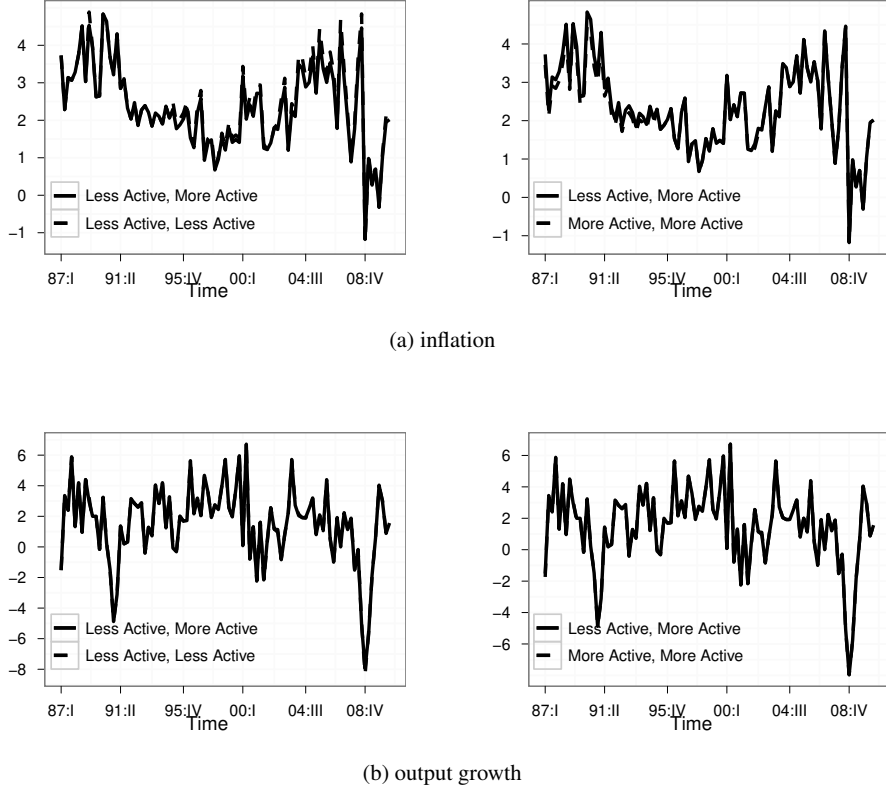 4
3
2
1
0
−1
Less Active, More Active
Less Active, Less Active
87:I 91:II 95:IV 00:I 04:III 08:IV
Time
4
3
2
1
0
−1
Less Active, More Active
More Active, More Active
87:I 91:II 95:IV 00:I 04:III 08:IV
Time
(a) inflation
6
4
2
0
−2
−4
−6
−8
Less Active, More Active
Less Active, Less Active
87:I 91:II 95:IV 00:I 04:III 08:IV
Time
6
4
2
0
−2
−4
−6
Less Active, More Active
More Active, More Active
87:I 91:II 95:IV 00:I 04:III 08:IV
Time
(b) output growth